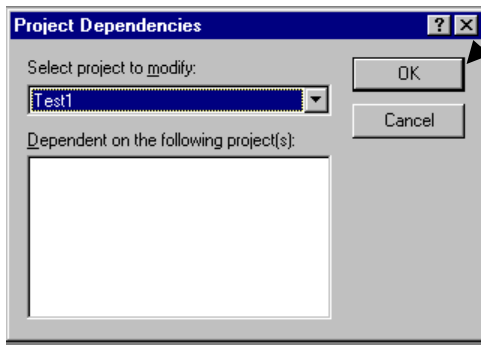 Project Dependencies
Select project to modify:
OK
Test1
Cancel
Dependent on the following project(s):